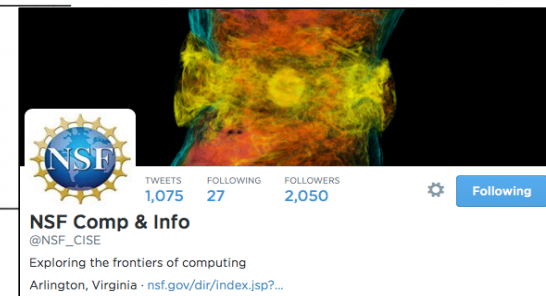 NSF
TWEETS FOLLOWING FOLLOWERS
1,075 27 2,050
Following
NSF Comp & Info
@NSF_CISE
Exploring the frontiers of computing
Arlington, Virginia · nsf.gov/dir/index.jsp?...